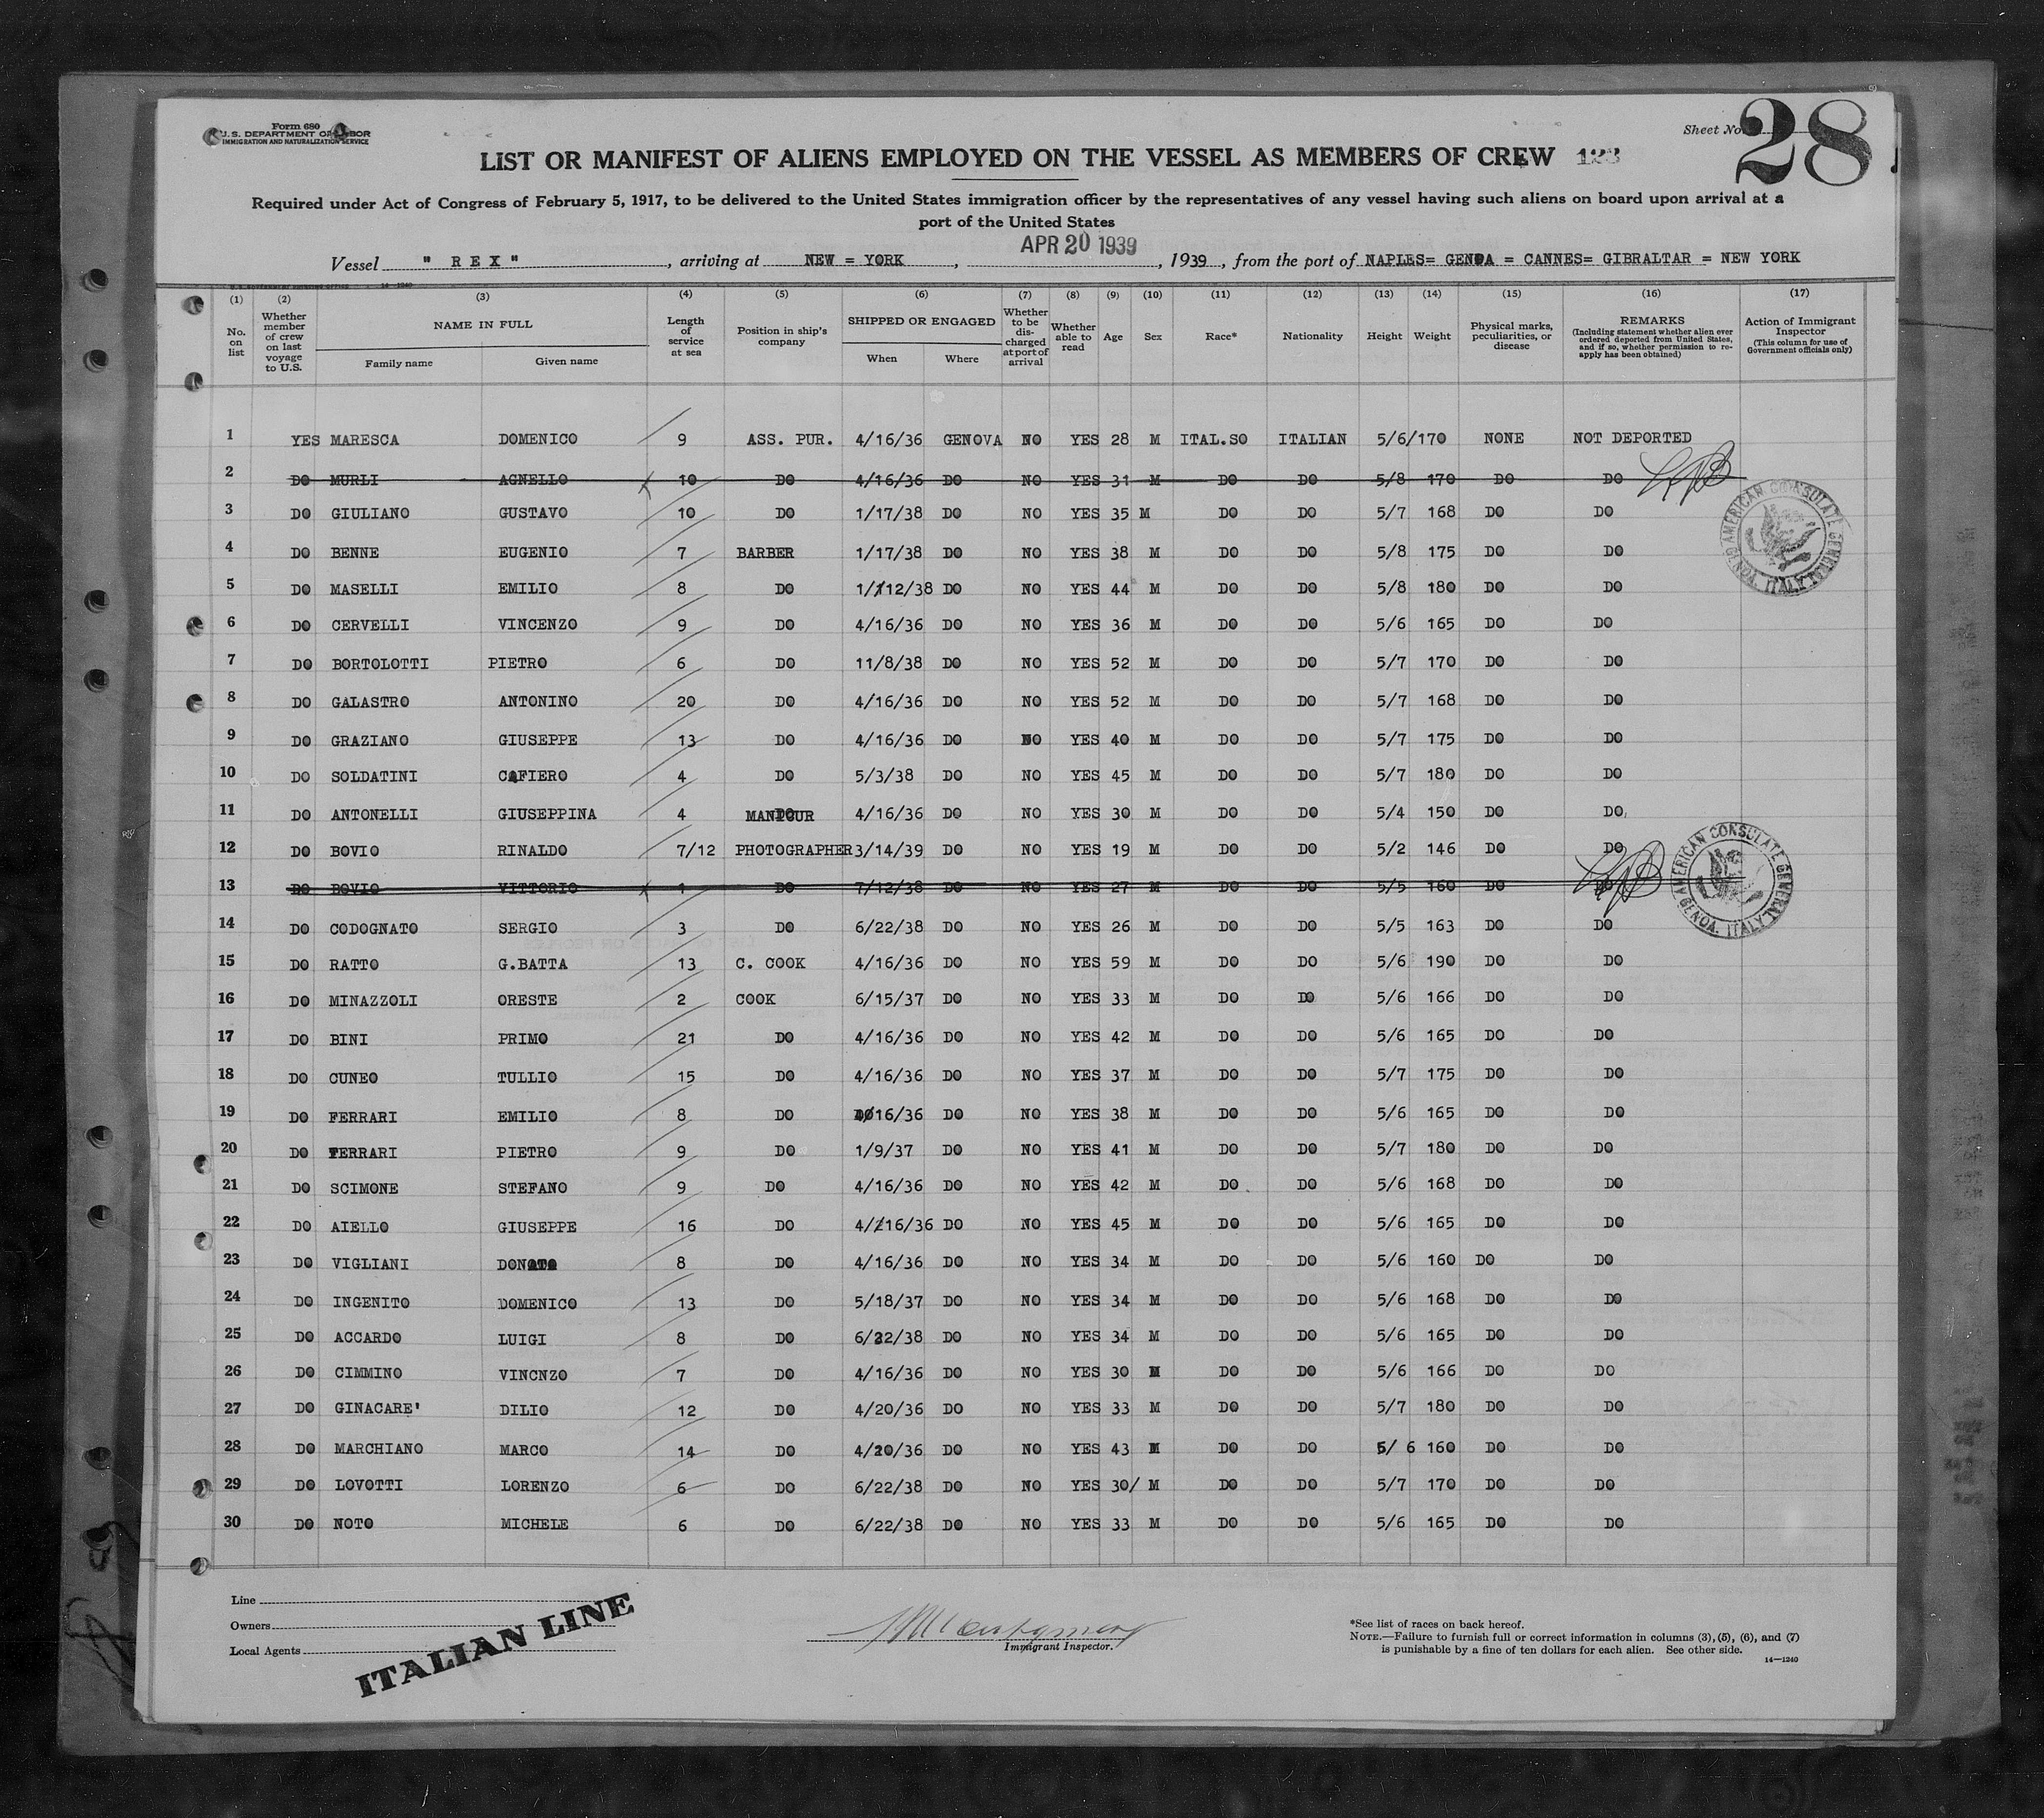 Form 680
U.S. DEPARTMENT OF LABOR
IMMIGRATION AND NATURALIZATION SERVICE
Sheet No. 28
LIST OR MANIFEST OF ALIENS EMPLOYED ON THE VESSEL AS MEMBERS OF CREW 123
Required under Act of Congress of February 5, 1917, to be delivered to the United States immigration officer by the representatives of any vessel having such aliens on board upon arrival at a
port of the United States
Vessel " REX ", arriving at NEW = YORK, APR 20 1939, 1939, from the port of NAPLES= GENOA = CANNES= GIBRALTAR = NEW YORK
(1) (2) (3) (4) (5) (6) (7) (8) (9) (10) (11) (12) (13) (14) (15) (16) (17)
No. on list
Whether member of crew on last voyage to U.S.
NAME IN FULL
Family name
Given name
Length of service at sea
Position in ship's company
SHIPPED OR ENGAGED
When
Where
Whether to be discharged at port of arrival
Whether able to read
Age
Sex
Race*
Nationality
Height
Weight
Physical marks, peculiarities, or disease
REMARKS
(Including statement whether alien ever ordered deported from United States, and if so, whether permission to re-apply has been obtained)
Action of Immigrant Inspector
(This column for use of Government officials only)
1 YES MARESCA DOMENICO 9 ASS. PUR. 4/16/36 GENOVA NO YES 28 M ITAL.SO ITALIAN 5/6/170 NONE NOT DEPORTED
2 DO MURLI AGNELLO 10 DO 4/16/36 DO NO YES 31 M DO DO 5/8 170 DO DO
3 DO GIULIANO GUSTAVO 10 DO 1/17/38 DO NO YES 35 M DO DO 5/7 168 DO DO
4 DO BENNE EUGENIO 7 BARBER 1/17/38 DO NO YES 38 M DO DO 5/8 175 DO DO
5 DO MASELLI EMILIO 8 DO 1/12/38 DO NO YES 44 M DO DO 5/8 180 DO DO
6 DO CERVELLI VINCENZO 9 DO 4/16/36 DO NO YES 36 M DO DO 5/6 165 DO DO
7 DO BORTOLOTTI PIETRO 6 DO 11/8/38 DO NO YES 52 M DO DO 5/7 170 DO DO
8 DO GALASTRO ANTONINO 20 DO 4/16/36 DO NO YES 52 M DO DO 5/7 168 DO DO
9 DO GRAZIANO GIUSEPPE 13 DO 4/16/36 DO NO YES 40 M DO DO 5/7 175 DO DO
10 DO SOLDATINI CAFIERO 4 DO 5/3/38 DO NO YES 45 M DO DO 5/7 180 DO DO
11 DO ANTONELLI GIUSEPPINA 4 MANICUR 4/16/36 DO NO YES 30 M DO DO 5/4 150 DO DO
12 DO BOVIO RINALDO 7/12 PHOTOGRAPHER 3/14/39 DO NO YES 19 M DO DO 5/2 146 DO DO
13 DO BOVIO VITTORIO 1 DO 7/12/38 DO NO YES 27 M DO DO 5/5 160 DO DO
14 DO CODOGNATO SERGIO 3 DO 6/22/38 DO NO YES 26 M DO DO 5/5 163 DO DO
15 DO RATTO G.BATTA 13 C. COOK 4/16/36 DO NO YES 59 M DO DO 5/6 190 DO DO
16 DO MINAZZOLI ORESTE 2 COOK 6/15/37 DO NO YES 33 M DO DO 5/6 166 DO DO
17 DO BINI PRIMO 21 DO 4/16/36 DO NO YES 42 M DO DO 5/6 165 DO DO
18 DO CUNEO TULLIO 15 DO 4/16/36 DO NO YES 37 M DO DO 5/7 175 DO DO
19 DO FERRARI EMILIO 8 DO 4/16/36 DO NO YES 38 M DO DO 5/6 165 DO DO
20 DO FERRARI PIETRO 9 DO 1/9/37 DO NO YES 41 M DO DO 5/7 180 DO DO
21 DO SCIMONE STEFANO 9 DO 4/16/36 DO NO YES 42 M DO DO 5/6 168 DO DO
22 DO AIELLO GIUSEPPE 16 DO 4/16/36 DO NO YES 45 M DO DO 5/6 165 DO DO
23 DO VIGLIANI DONATO 8 DO 4/16/36 DO NO YES 34 M DO DO 5/6 160 DO DO
24 DO INGENITO DOMENICO 13 DO 5/18/37 DO NO YES 34 M DO DO 5/6 168 DO DO
25 DO ACCARDO LUIGI 8 DO 6/22/38 DO NO YES 34 M DO DO 5/6 165 DO DO
26 DO CIMMINO VINCNZO 7 DO 4/16/36 DO NO YES 30 M DO DO 5/6 166 DO DO
27 DO GINACARE' DILIO 12 DO 4/20/36 DO NO YES 33 M DO DO 5/7 180 DO DO
28 DO MARCHIANO MARCO 14 DO 4/20/36 DO NO YES 43 M DO DO 5/ 6 160 DO DO
29 DO LOVOTTI LORENZO 6 DO 6/22/38 DO NO YES 30/ M DO DO 5/7 170 DO DO
30 DO NOTO MICHELE 6 DO 6/22/38 DO NO YES 33 M DO DO 5/6 165 DO DO
AMERICAN CONSULATE GENERAL GENOA, ITALY
AMERICAN CONSULATE GENERAL GENOA, ITALY
Line
Owners
Local Agents
ITALIAN LINE
Immigrant Inspector.
*See list of races on back hereof.
NOTE.—Failure to furnish full or correct information in columns (3), (5), (6), and (7)
is punishable by a fine of ten dollars for each alien. See other side.
14—1240